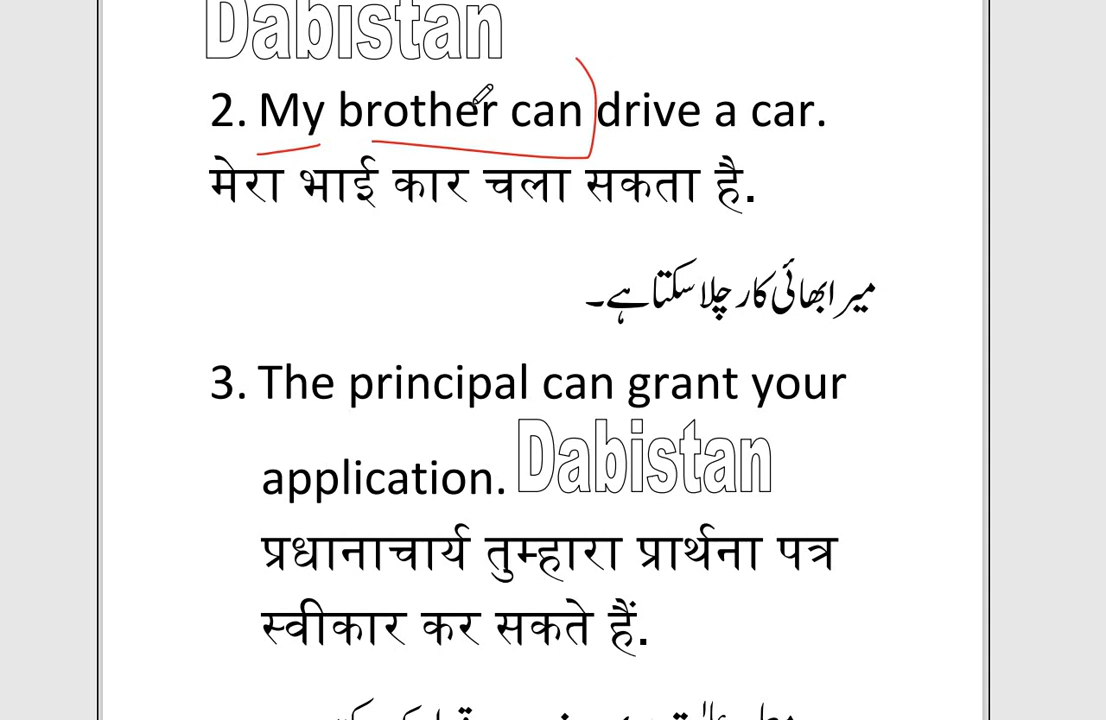 Dabistan
2. My brother can drive a car.
मेरा भाई कार चला सकता है.
میرا بھائی کار چلا سکتا ہے۔
3. The principal can grant your
application. Dabistan
प्रधानाचार्य तुम्हारा प्रार्थना पत्र
स्वीकार कर सकते हैं.